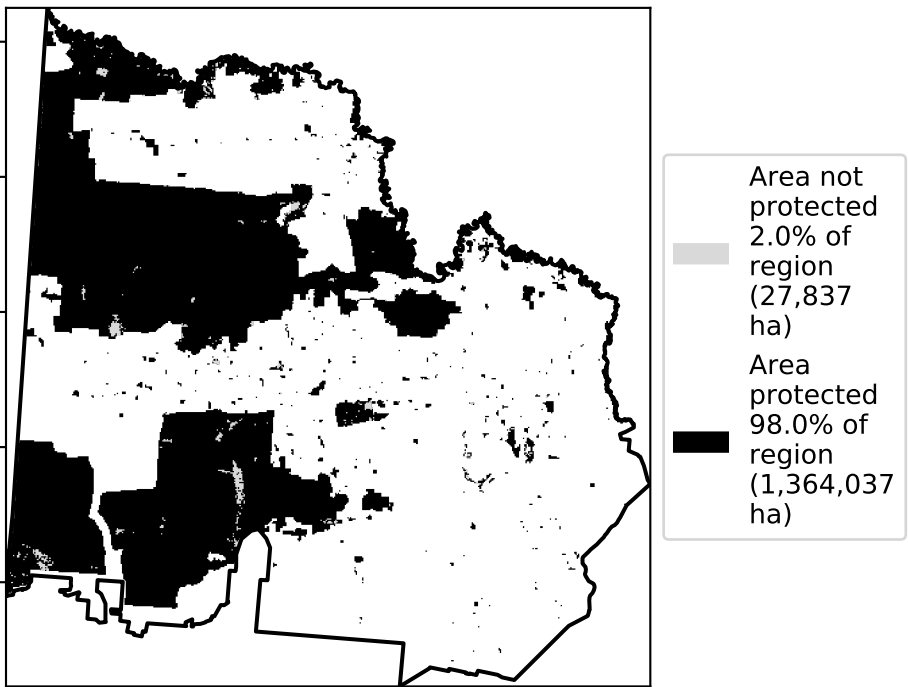 Area not
protected
2.0% of
region
(27,837
ha)
Area
protected
98.0% of
region
(1,364,037
ha)